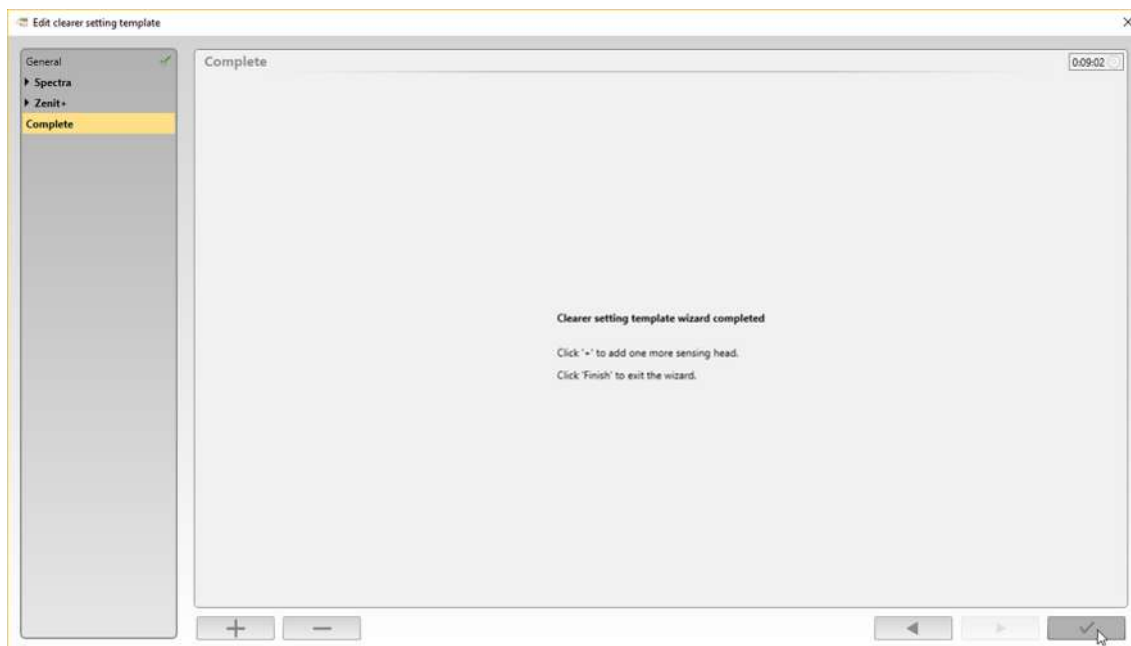 Edit clearer setting template
General
Spectra
Zenit+
Complete
Complete
0:09:02
Clearer setting template wizard completed
Click '+' to add one more sensing head.
Click 'Finish' to exit the wizard.